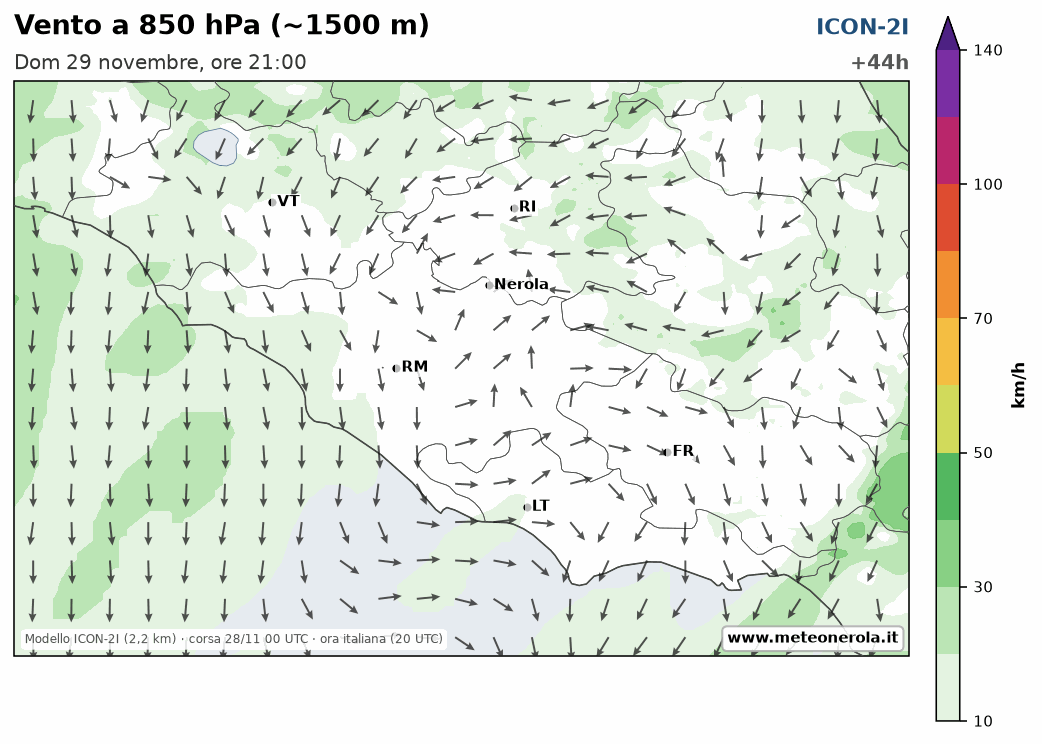 Vento a 850 hPa (~1500 m)
ICON-2I
Dom 29 novembre, ore 21:00
+44h
140
100
70
50
30
10
km/h
VT
RI
Nerola
RM
FR
LT
Modello ICON-2I (2,2 km) · corsa 28/11 00 UTC · ora italiana (20 UTC)
www.meteonerola.it